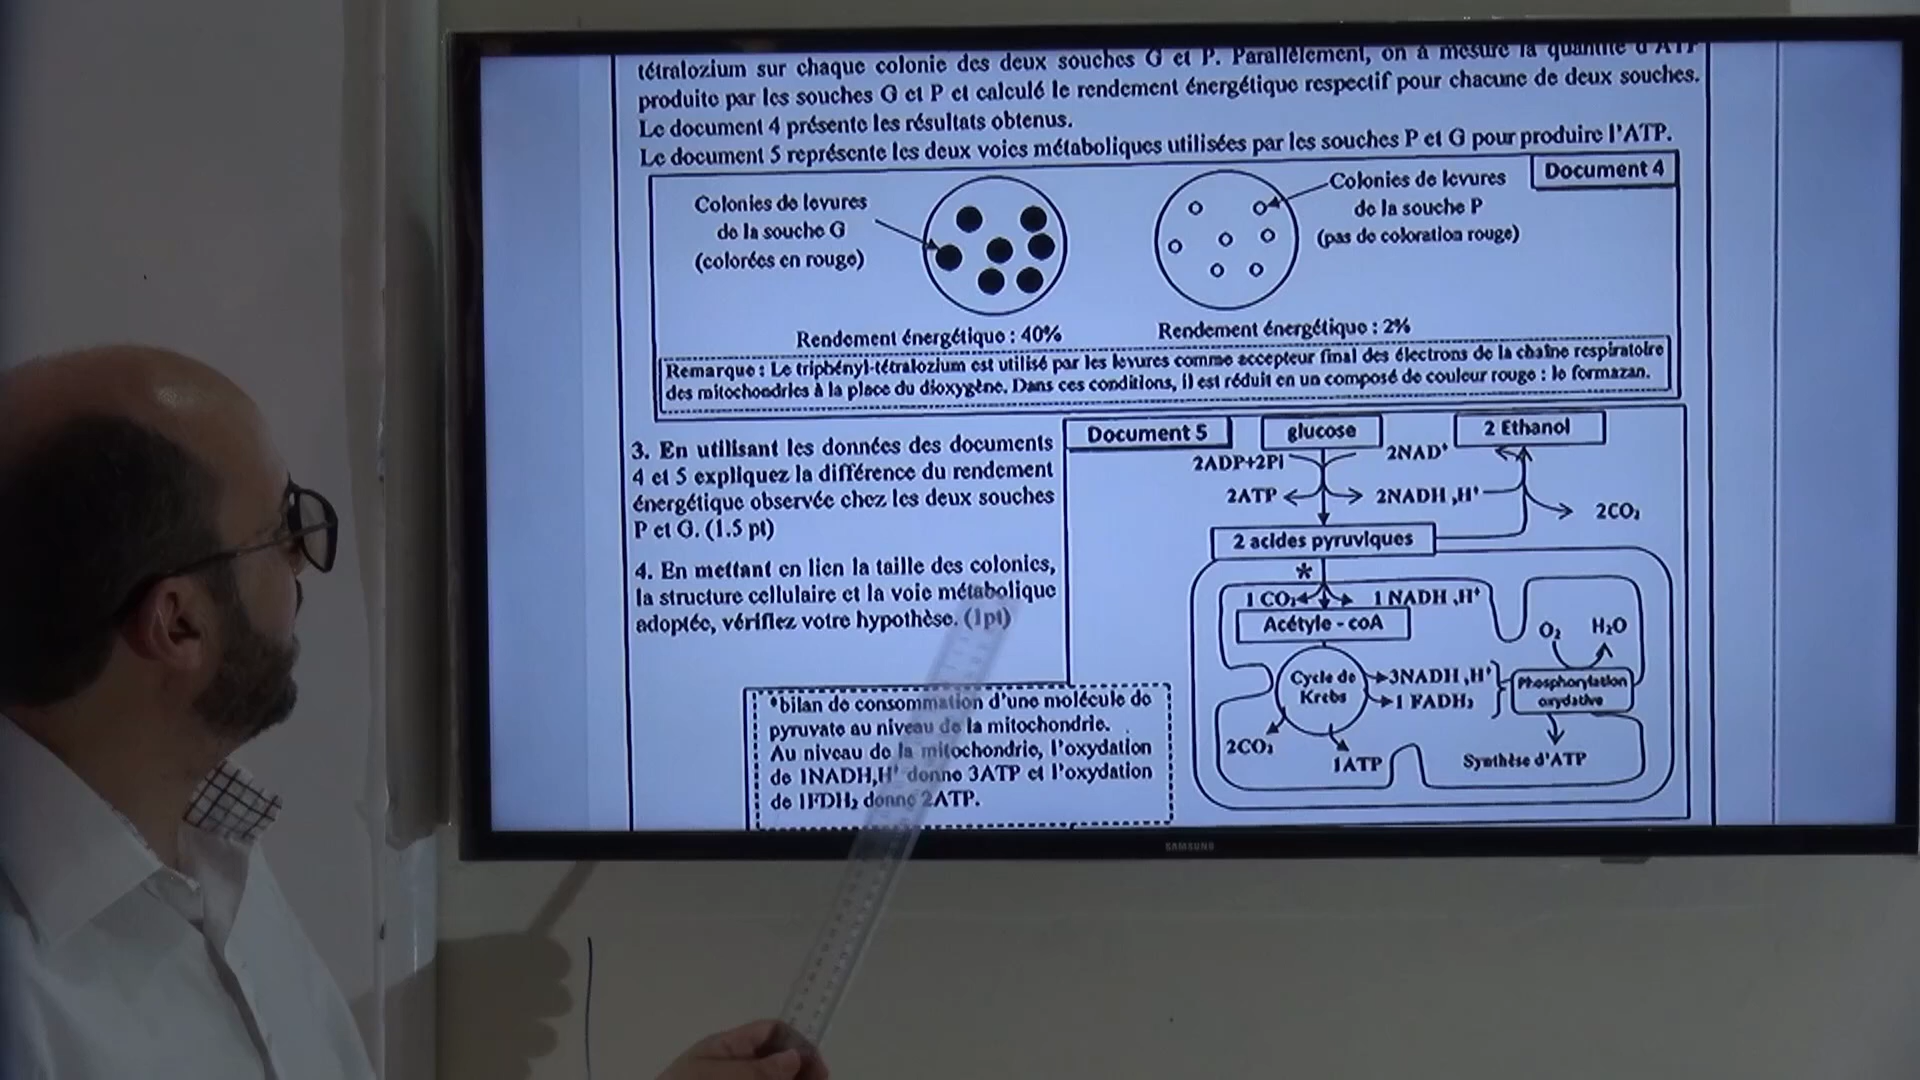 tétralozium sur chaque colonie des deux souches G et P. Parallèlement, on a mesuré la quantité d'ATP
produite par les souches G et P et calculé le rendement énergétique respectif pour chacune de deux souches.
Le document 4 présente les résultats obtenus.
Le document 5 représente les deux voies métaboliques utilisées par les souches P et G pour produire l'ATP.
Document 4
Colonies de levures
de la souche G
(colorées en rouge)
Colonies de levures
de la souche P
(pas de coloration rouge)
Rendement énergétique : 40%
Rendement énergétique : 2%
Remarque : Le triphényl-tétralozium est utilisé par les levures comme accepteur final des électrons de la chaîne respiratoire
des mitochondries à la place du dioxygène. Dans ces conditions, il est réduit en un composé de couleur rouge : le formazan.
3. En utilisant les données des documents
4 et 5 expliquez la différence du rendement
énergétique observée chez les deux souches
P et G. (1.5 pt)
4. En mettant en lien la taille des colonies,
la structure cellulaire et la voie métabolique
adoptée, vérifiez votre hypothèse. (1pt)
*bilan de consommation d'une molécule de
pyruvate au niveau de la mitochondrie.
Au niveau de la mitochondrie, l'oxydation
de 1NADH,H⁺ donne 3ATP et l'oxydation
de 1FDH₂ donne 2ATP.
Document 5
glucose
2 Ethanol
2ADP+2Pi
2NAD⁺
2ATP
2NADH ,H⁺
2CO₂
2 acides pyruviques
*
1 CO₂
1 NADH ,H⁺
Acétyle - coA
O₂
H₂O
Cycle de
Krebs
3NADH ,H⁺
1 FADH₂
Phosphorylation
oxydative
2CO₂
1ATP
Synthèse d'ATP
SAMSUNG